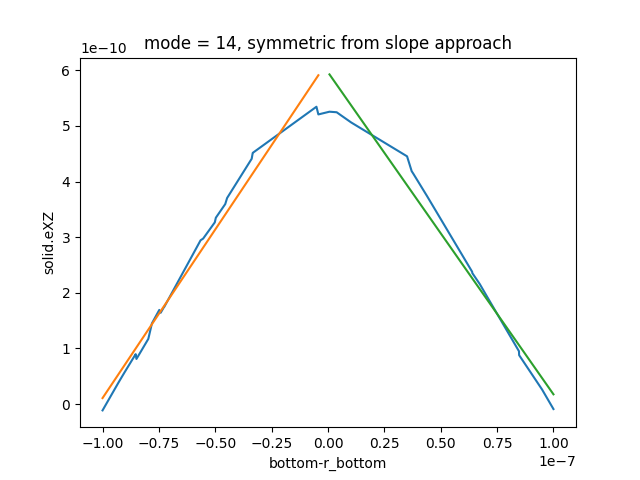 mode = 14, symmetric from slope approach
1e−10
6
5
4
3
2
1
0
solid.eXZ
−1.00 −0.75 −0.50 −0.25 0.00 0.25 0.50 0.75 1.00
bottom-r_bottom
1e−7